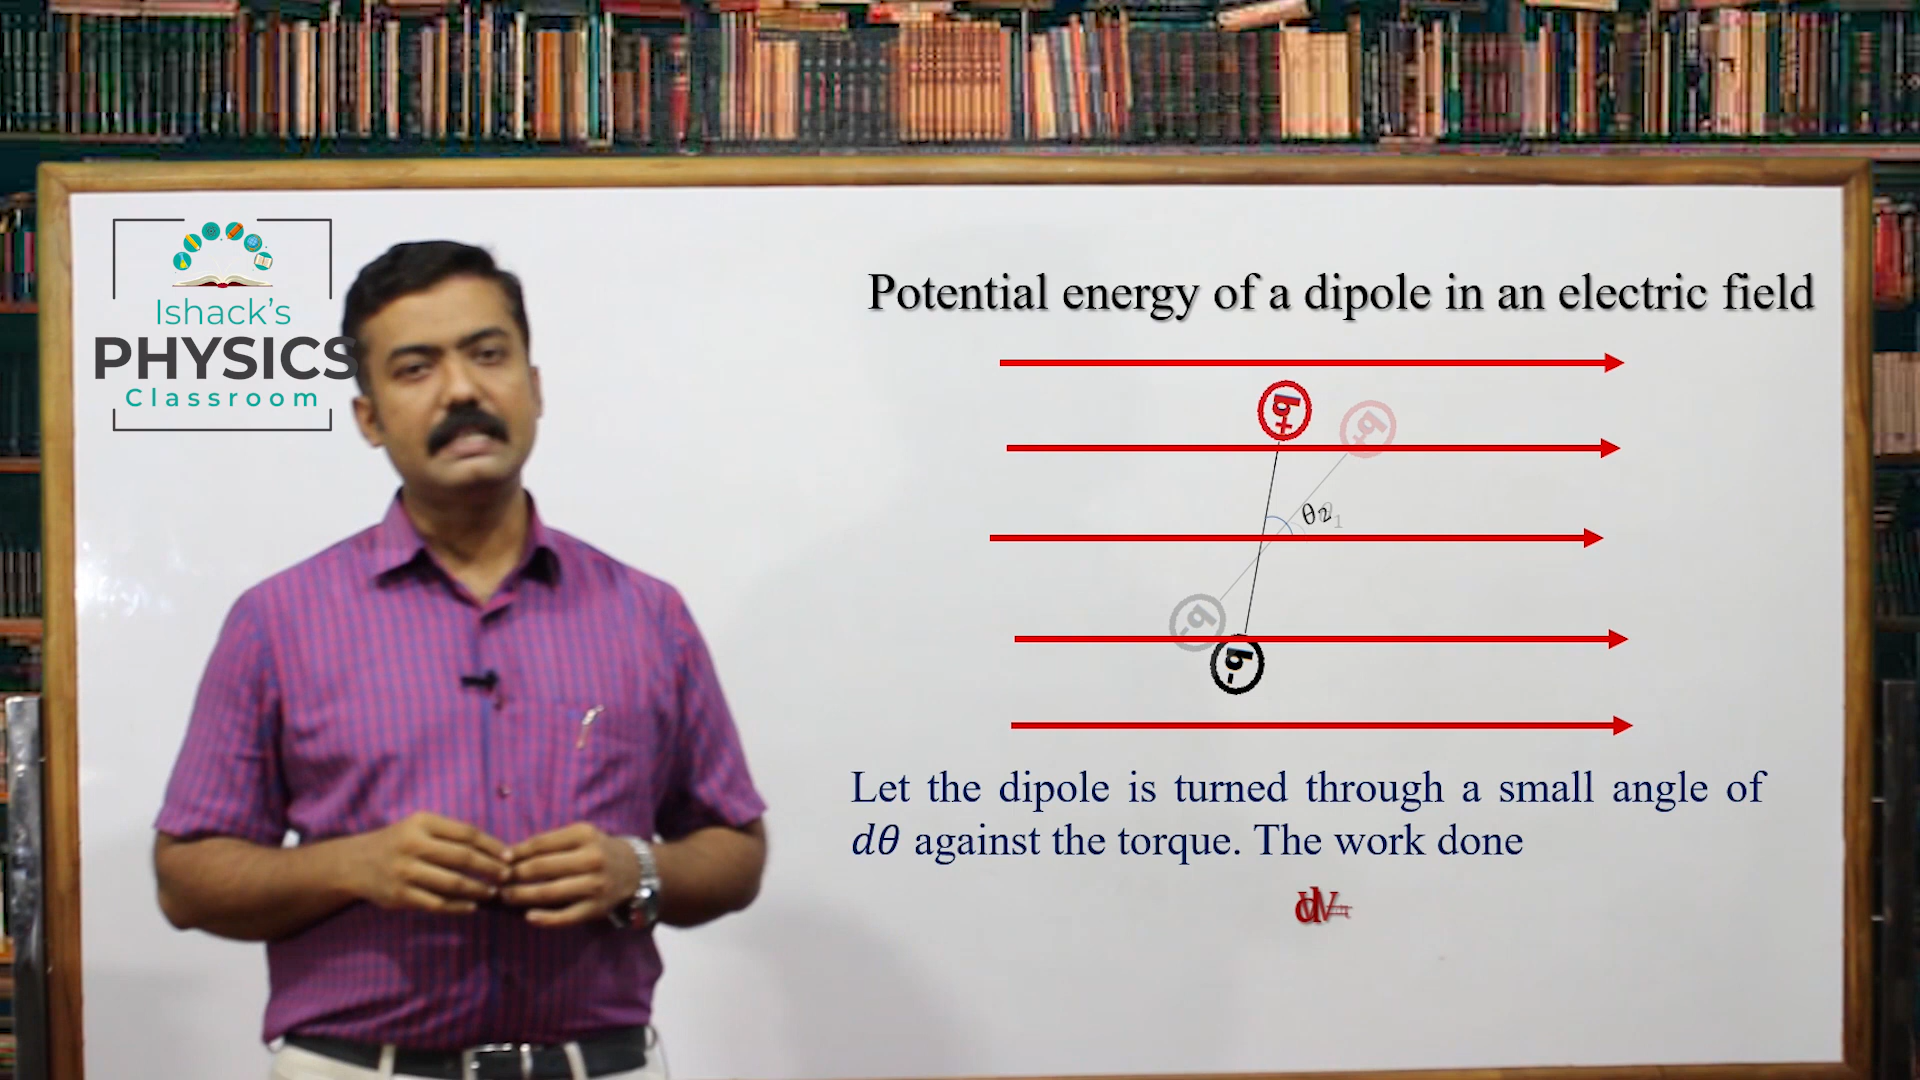 Ishack's
PHYSICS
Classroom
Potential energy of a dipole in an electric field
+q
+q
θ₂
1
-q
-q
Let the dipole is turned through a small angle of
dθ against the torque. The work done